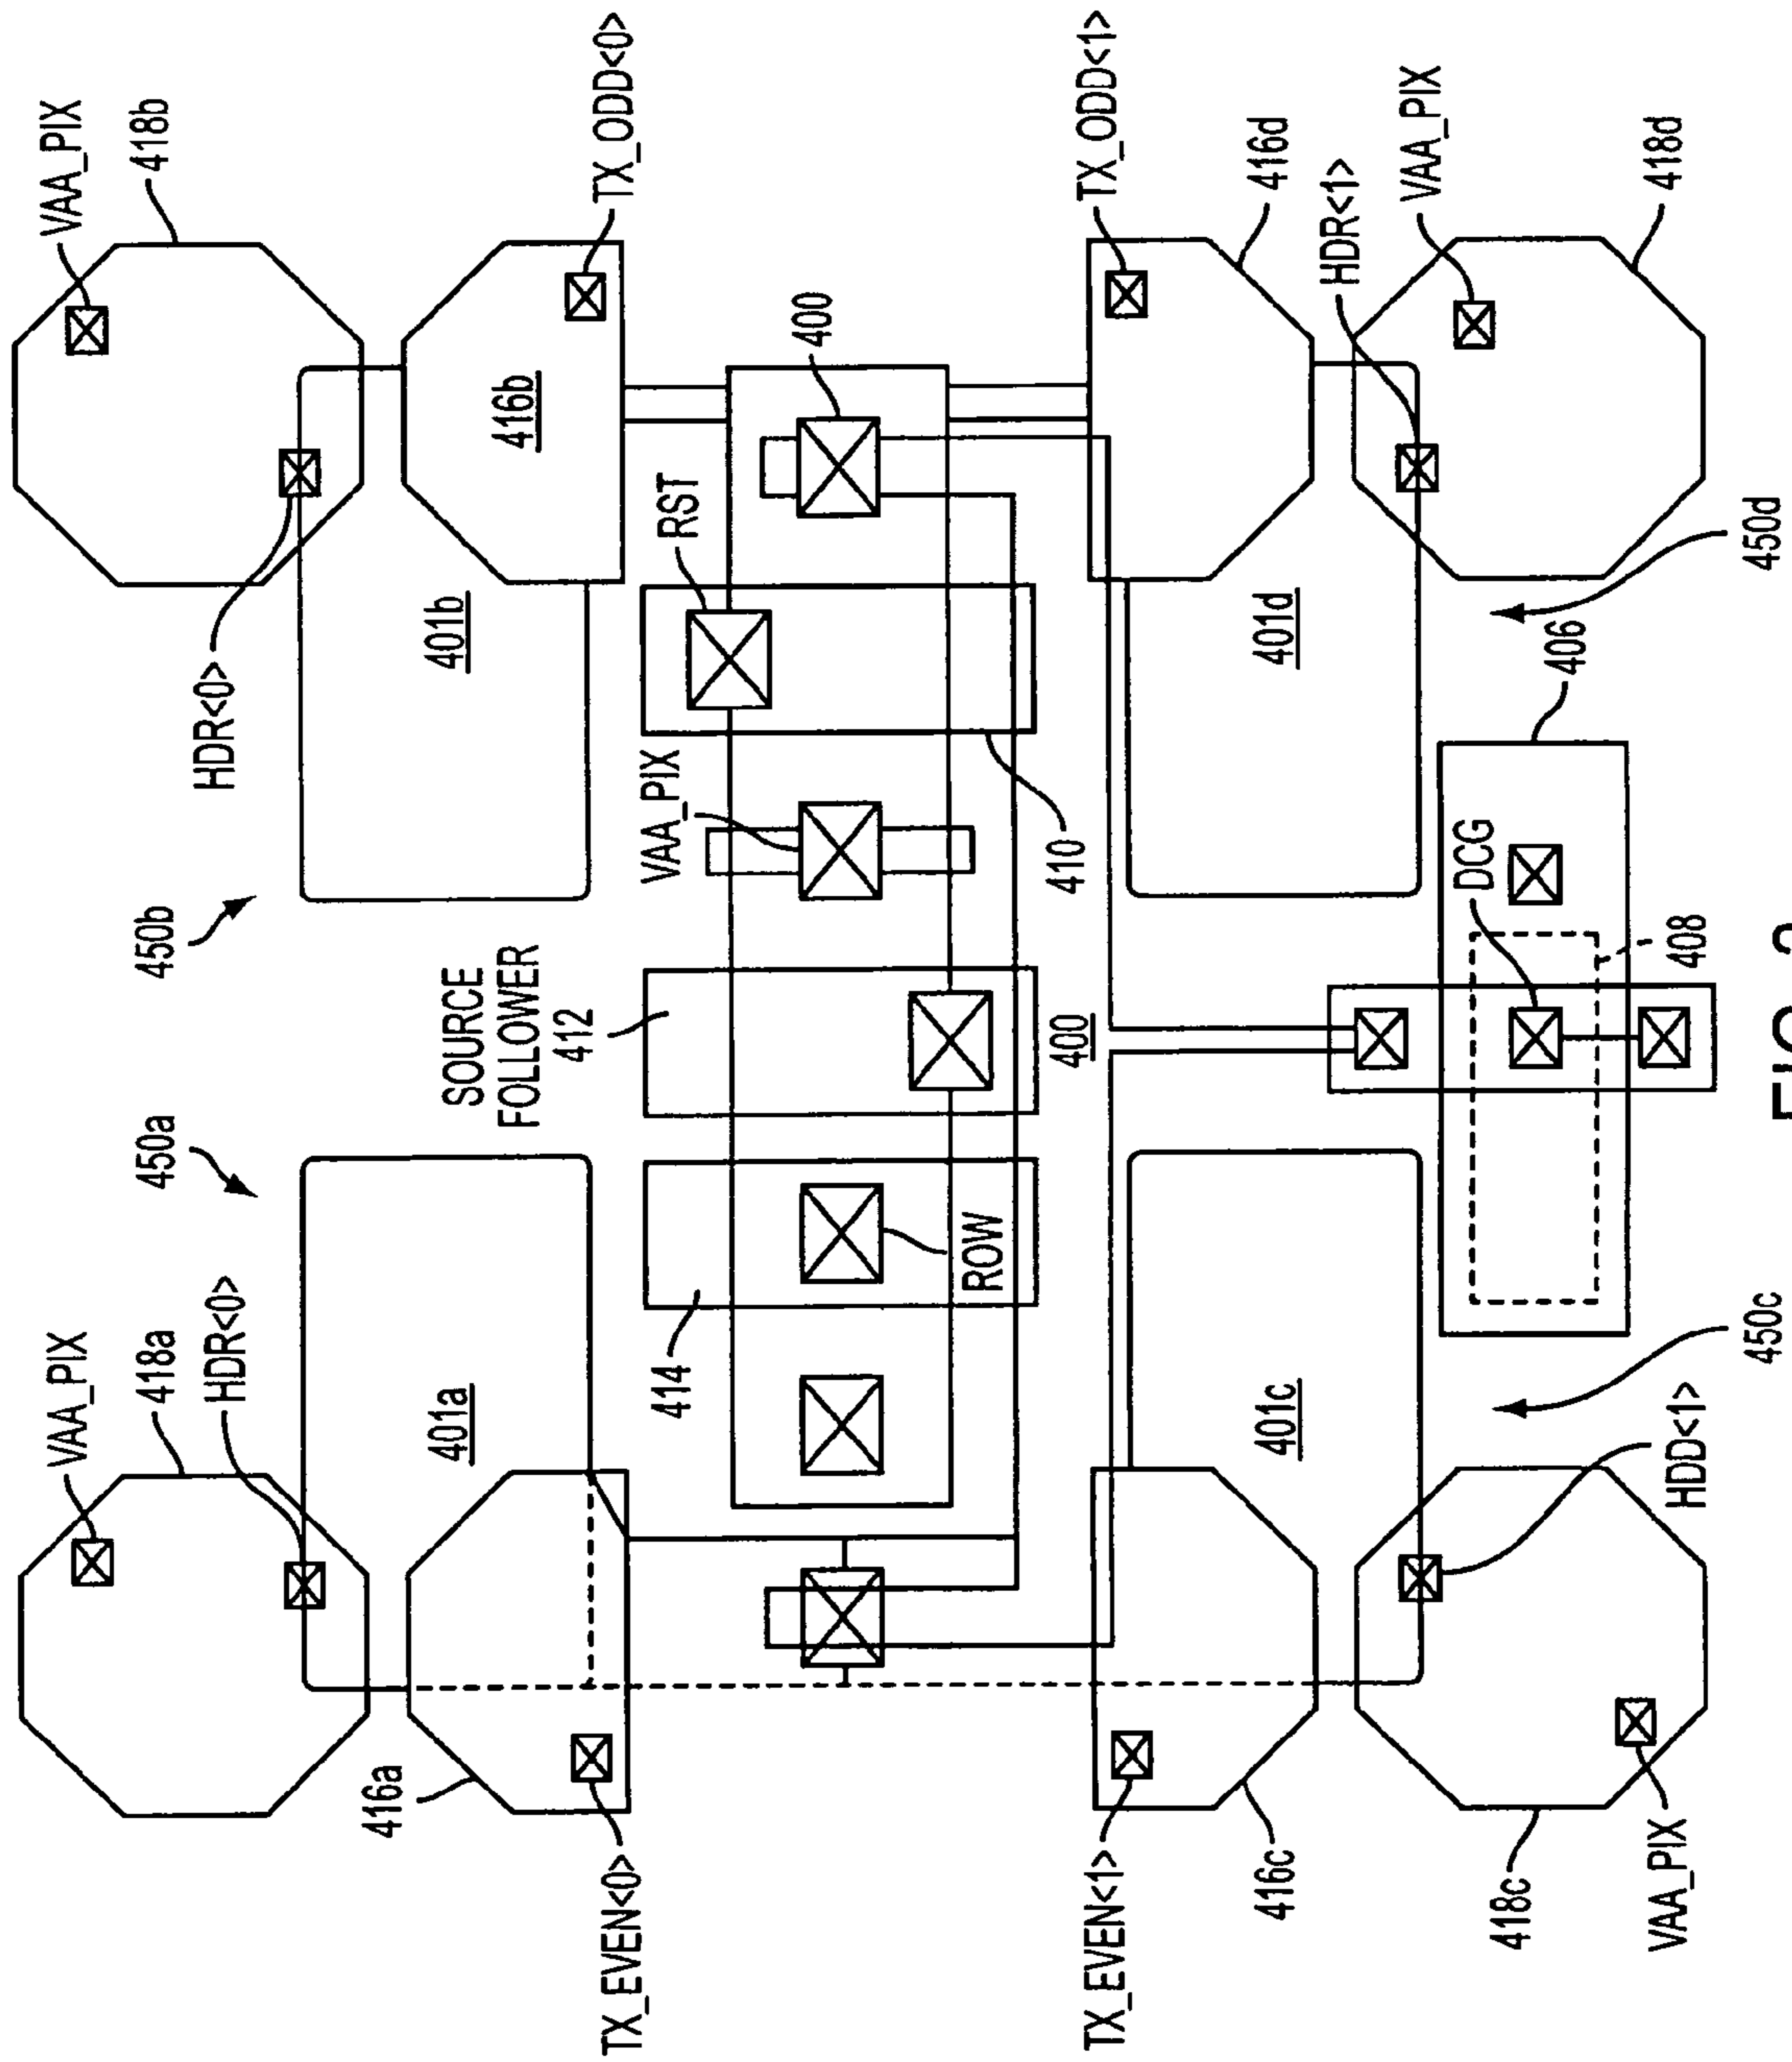 VAA_PIX
VAA_PIX
418a
450a
450b
418b
HDR<0>
HDR<0>
416a
401a
401b
SOURCE
FOLLOWER
412
416b
TX_EVEN<0>
TX_ODD<0>
414
VAA_PIX
RST
400
ROW
400
410
TX_EVEN<1>
TX_ODD<1>
416c
401c
401d
416d
HDR<1>
VAA_PIX
418c
DCG
406
VAA_PIX
HDD<1>
408
418d
450c
450d